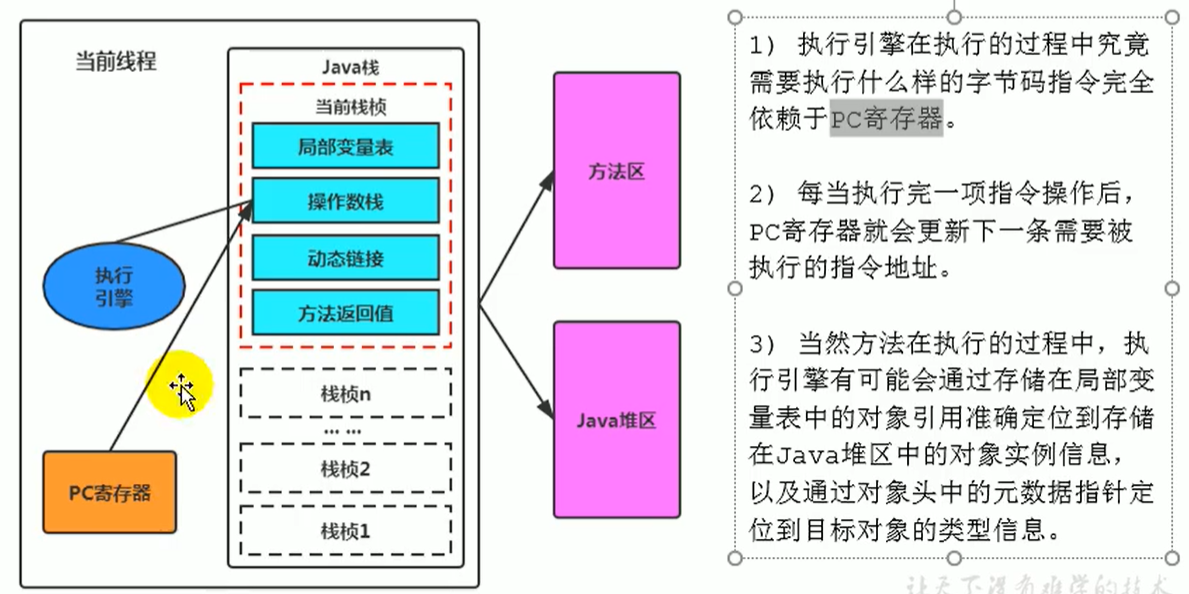 当前线程
Java栈
当前栈桢
局部变量表
操作数栈
动态链接
方法返回值
栈桢n
... ...
栈桢2
栈桢1
执行
引擎
PC寄存器
方法区
Java堆区
1) 执行引擎在执行的过程中究竟
需要执行什么样的字节码指令完全
依赖于PC寄存器。
2) 每当执行完一项指令操作后，
PC寄存器就会更新下一条需要被
执行的指令地址。
3) 当然方法在执行的过程中，执
行引擎有可能会通过存储在局部变
量表中的对象引用准确定位到存储
在Java堆区中的对象实例信息，
以及通过对象头中的元数据指针定
位到目标对象的类型信息。
让天下没有难学的技术